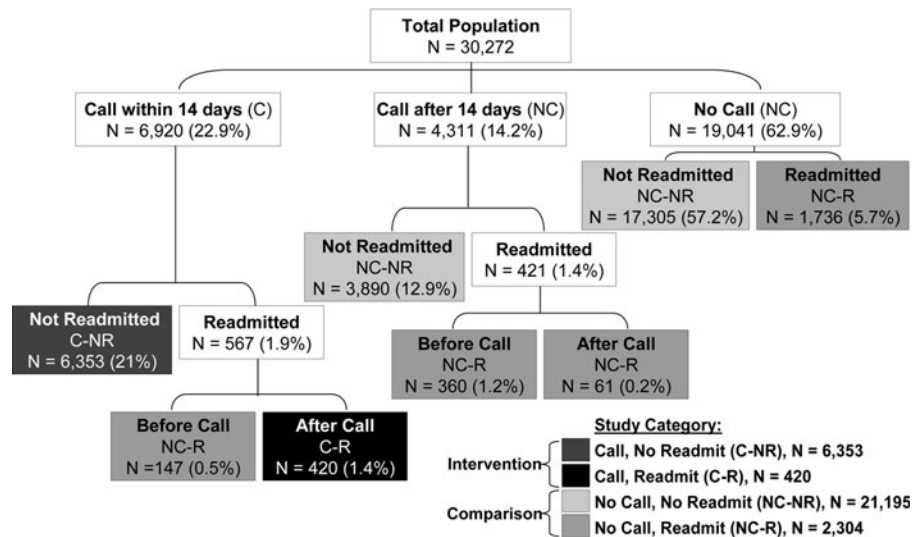 Total Population
N = 30,272
Call within 14 days (C)
N = 6,920 (22.9%)
Call after 14 days (NC)
N = 4,311 (14.2%)
No Call (NC)
N = 19,041 (62.9%)
Not Readmitted
NC-NR
N = 17,305 (57.2%)
Readmitted
NC-R
N = 1,736 (5.7%)
Not Readmitted
NC-NR
N = 3,890 (12.9%)
Readmitted
N = 421 (1.4%)
Not Readmitted
C-NR
N = 6,353 (21%)
Readmitted
N = 567 (1.9%)
Before Call
NC-R
N = 360 (1.2%)
After Call
NC-R
N = 61 (0.2%)
Before Call
NC-R
N =147 (0.5%)
After Call
C-R
N = 420 (1.4%)
Study Category:
Intervention
Call, No Readmit (C-NR), N = 6,353
Call, Readmit (C-R), N = 420
Comparison
No Call, No Readmit (NC-NR), N = 21,195
No Call, Readmit (NC-R), N = 2,304